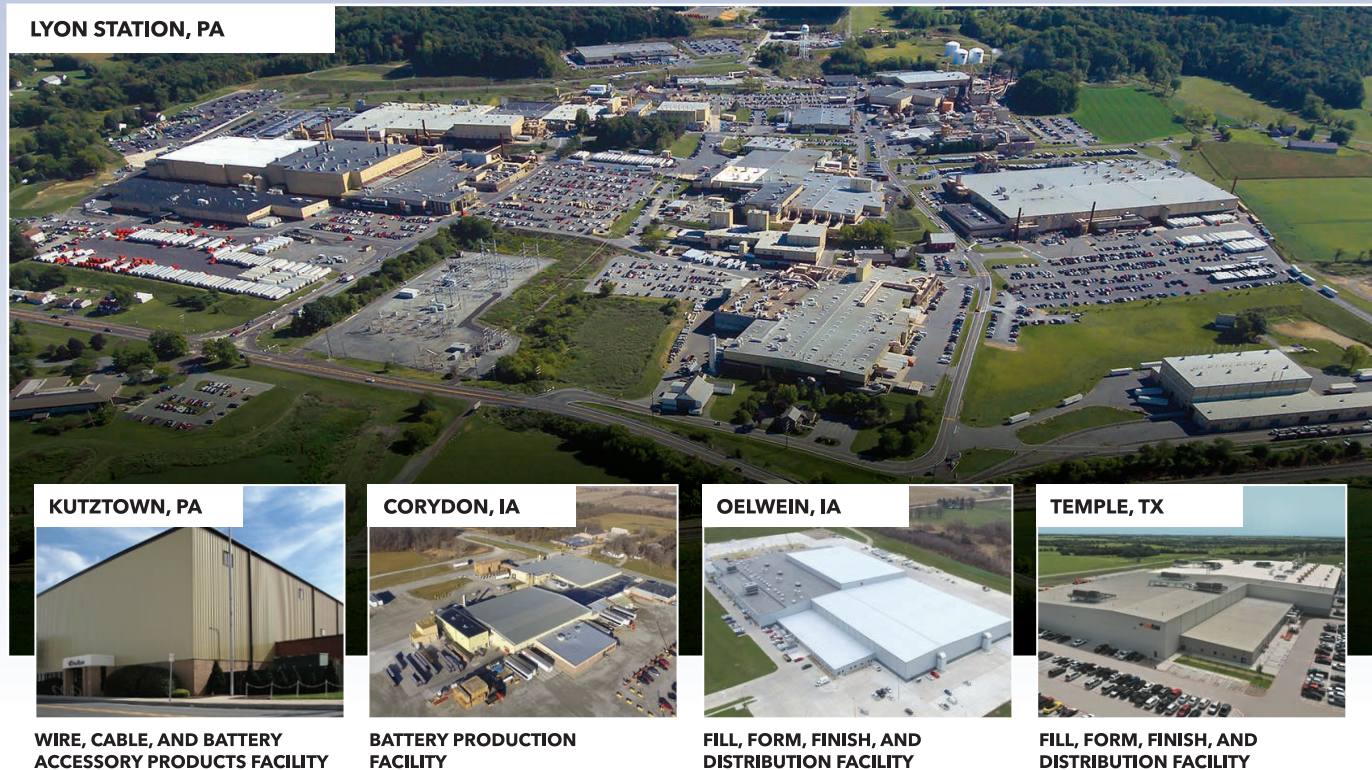 LYON STATION, PA
KUTZTOWN, PA
CORYDON, IA
OELWEIN, IA
TEMPLE, TX
WIRE, CABLE, AND BATTERY
ACCESSORY PRODUCTS FACILITY
BATTERY PRODUCTION
FACILITY
FILL, FORM, FINISH, AND
DISTRIBUTION FACILITY
FILL, FORM, FINISH, AND
DISTRIBUTION FACILITY